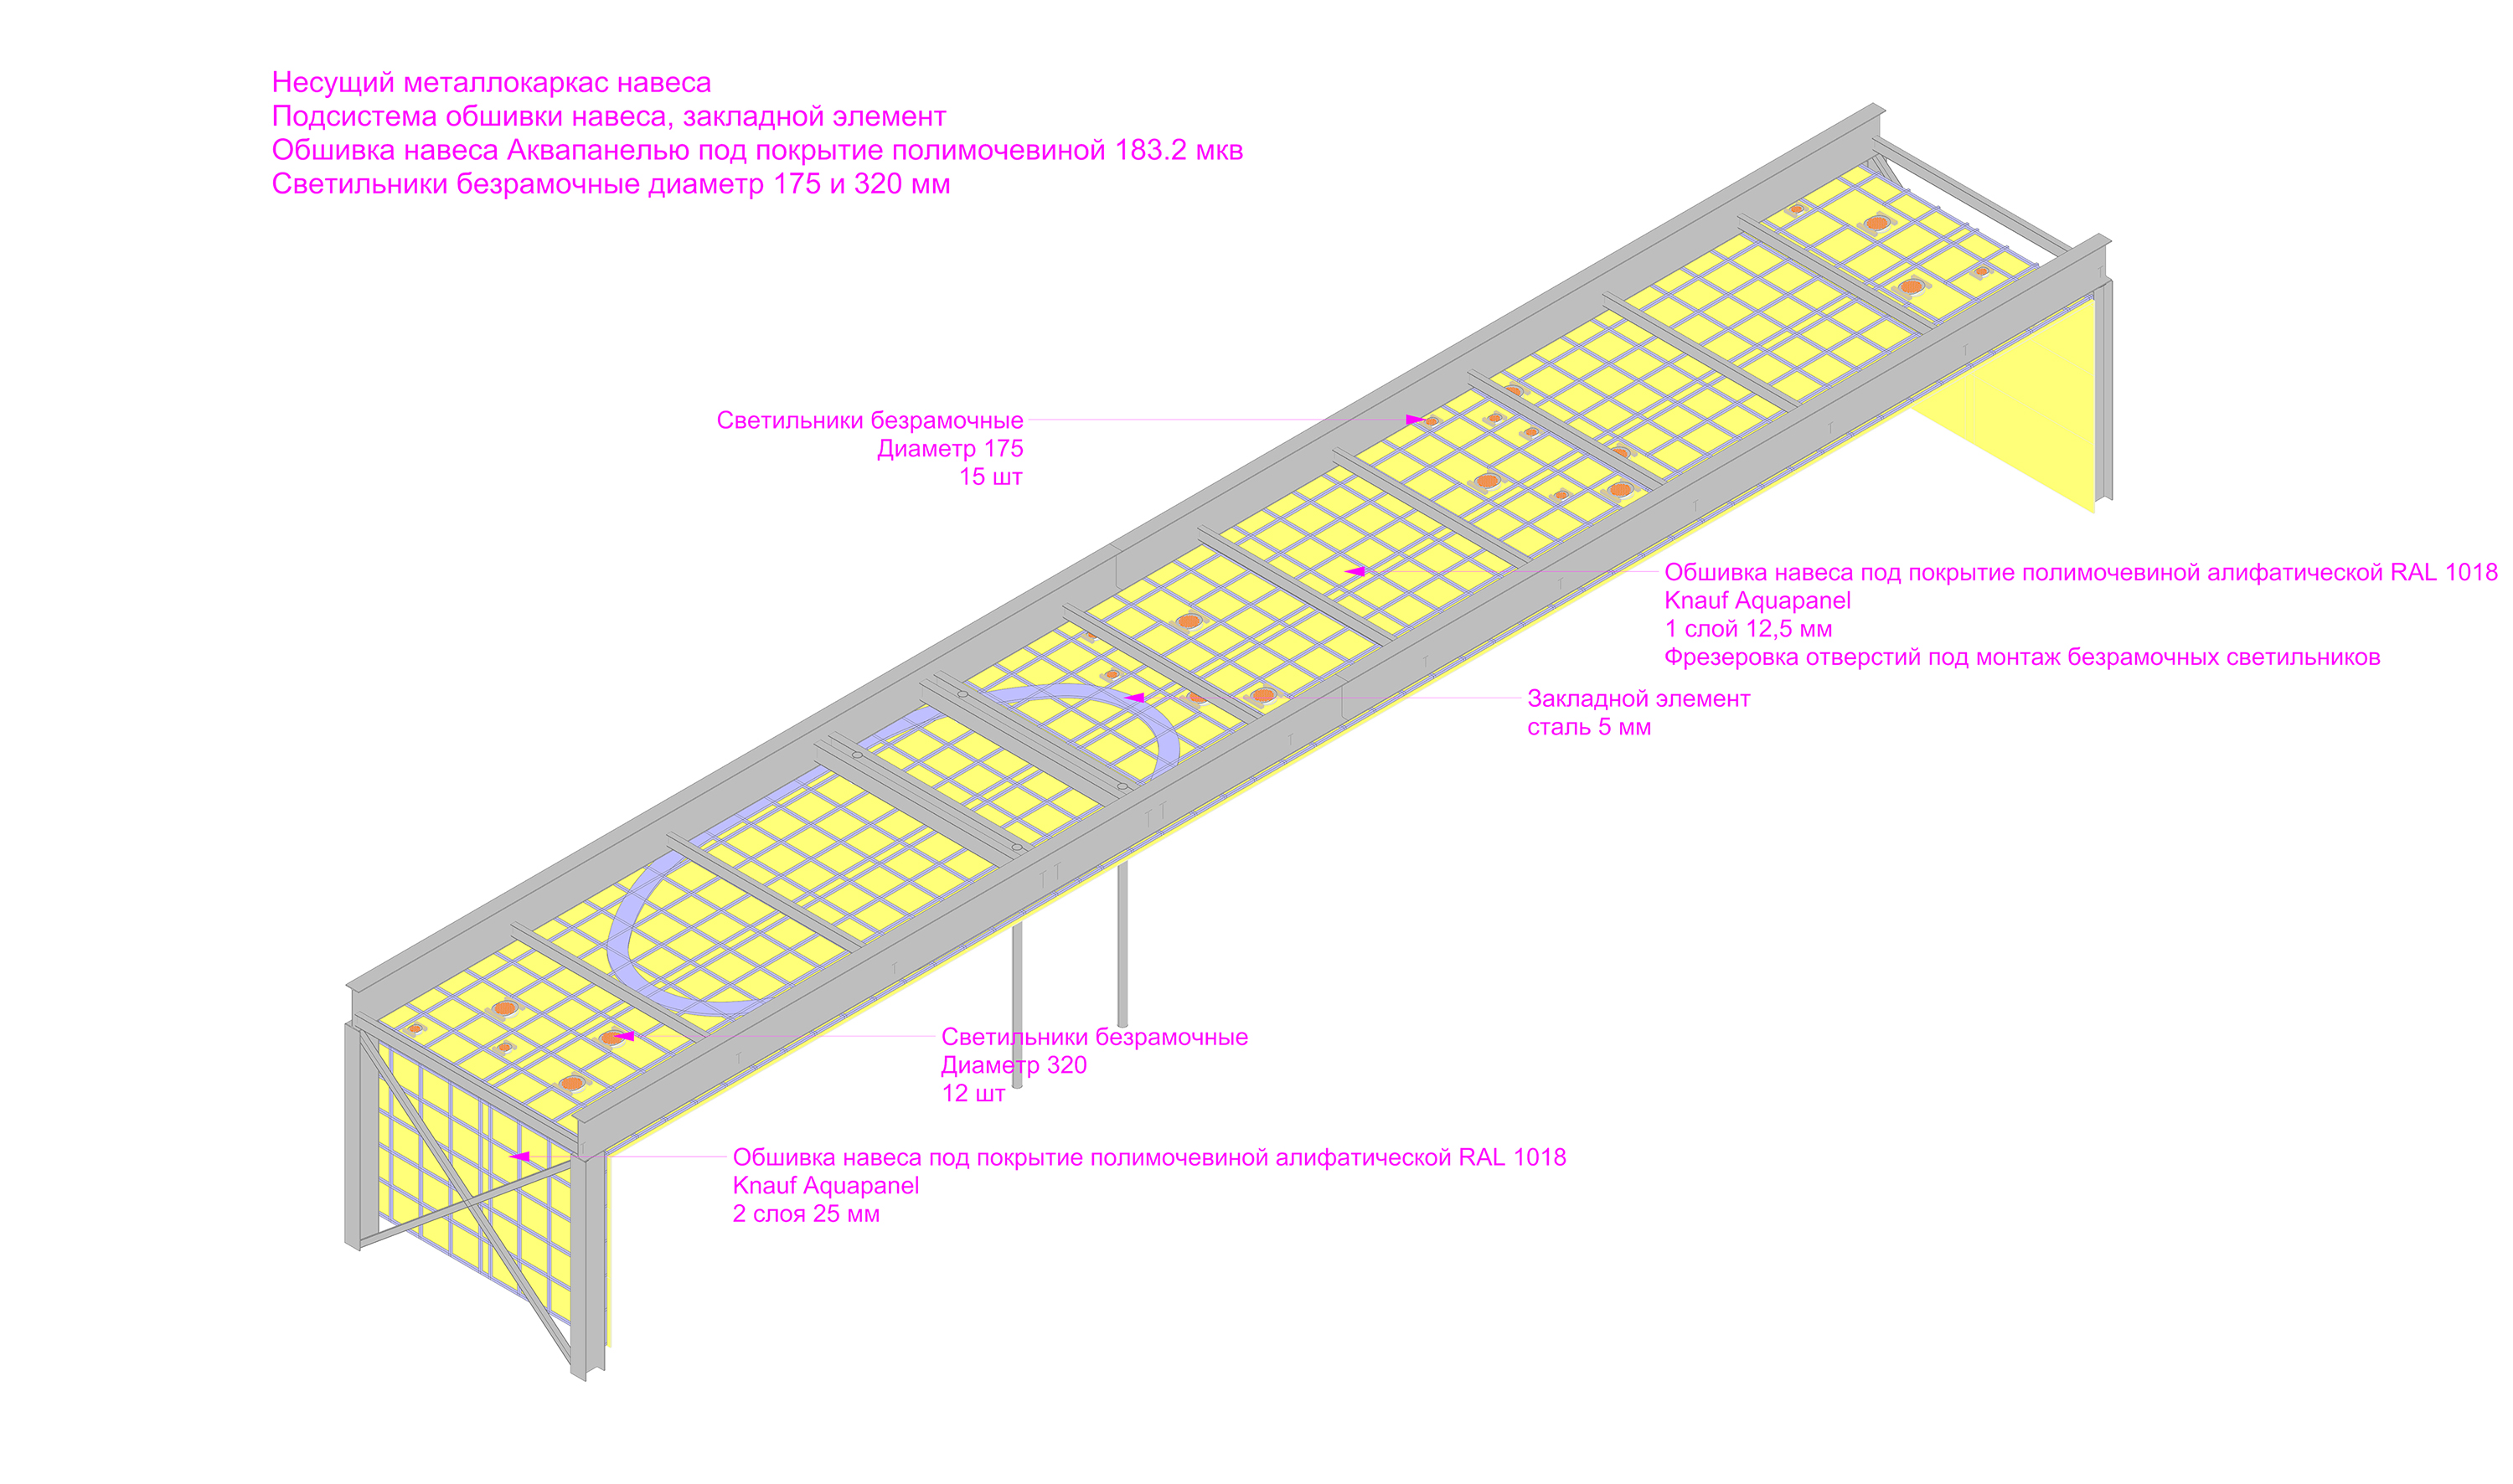 Несущий металлокаркас навеса
Подсистема обшивки навеса, закладной элемент
Обшивка навеса Аквапанелью под покрытие полимочевиной 183.2 мкв
Светильники безрамочные диаметр 175 и 320 мм
Светильники безрамочные
Диаметр 175
15 шт
Обшивка навеса под покрытие полимочевиной алифатической RAL 1018
Knauf Aquapanel
1 слой 12,5 мм
Фрезеровка отверстий под монтаж безрамочных светильников
Закладной элемент
сталь 5 мм
Светильники безрамочные
Диаметр 320
12 шт
Обшивка навеса под покрытие полимочевиной алифатической RAL 1018
Knauf Aquapanel
2 слоя 25 мм